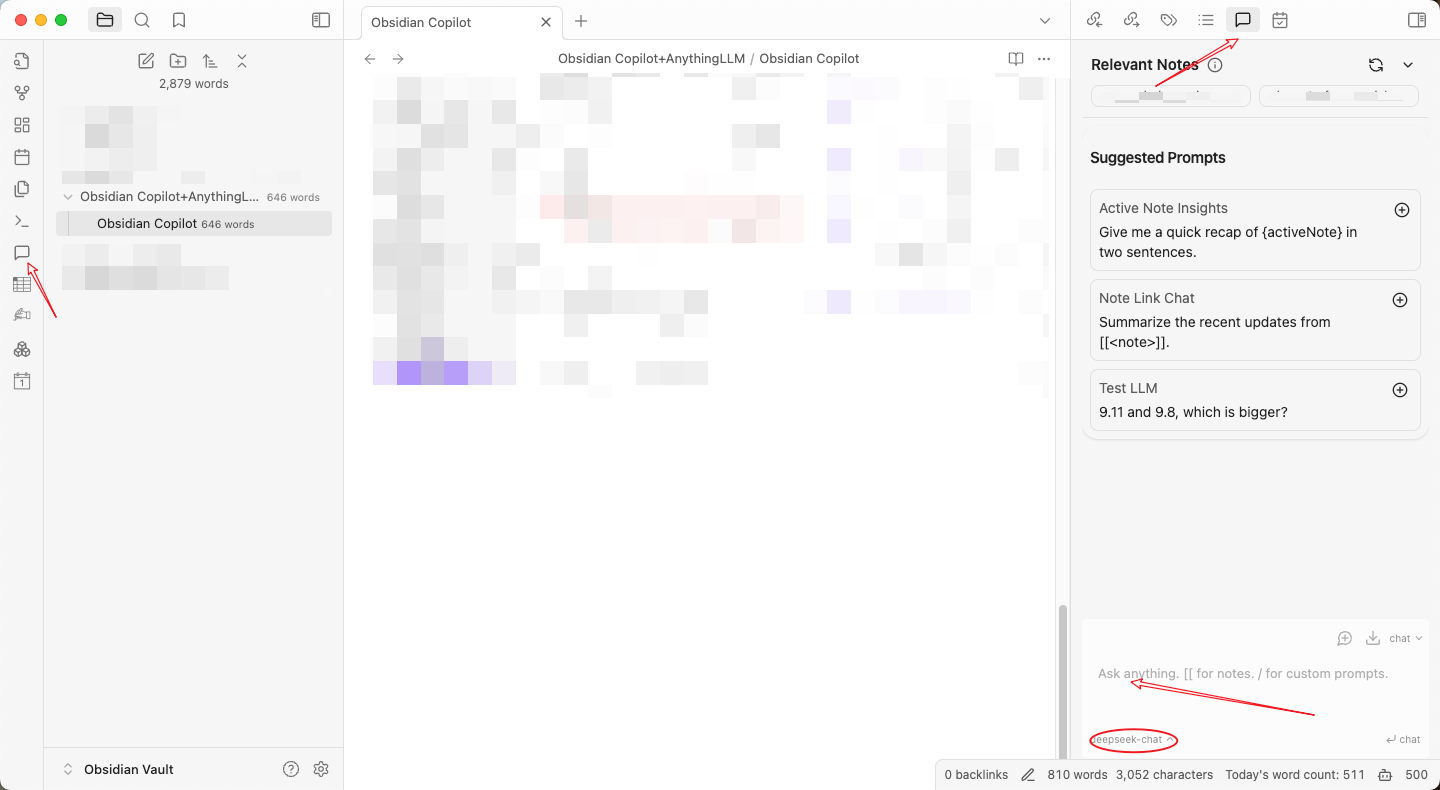 Obsidian Copilot
2,879 words
Obsidian Copilot+AnythingL... 646 words
Obsidian Copilot 646 words
1
Obsidian Vault
Obsidian Copilot+AnythingLLM / Obsidian Copilot
Relevant Notes
Suggested Prompts
Active Note Insights
Give me a quick recap of {activeNote} in
two sentences.
Note Link Chat
Summarize the recent updates from
[[<note>]].
Test LLM
9.11 and 9.8, which is bigger?
chat
Ask anything. [[ for notes. / for custom prompts.
deepseek-chat
chat
0 backlinks 810 words 3,052 characters Today's word count: 511 500